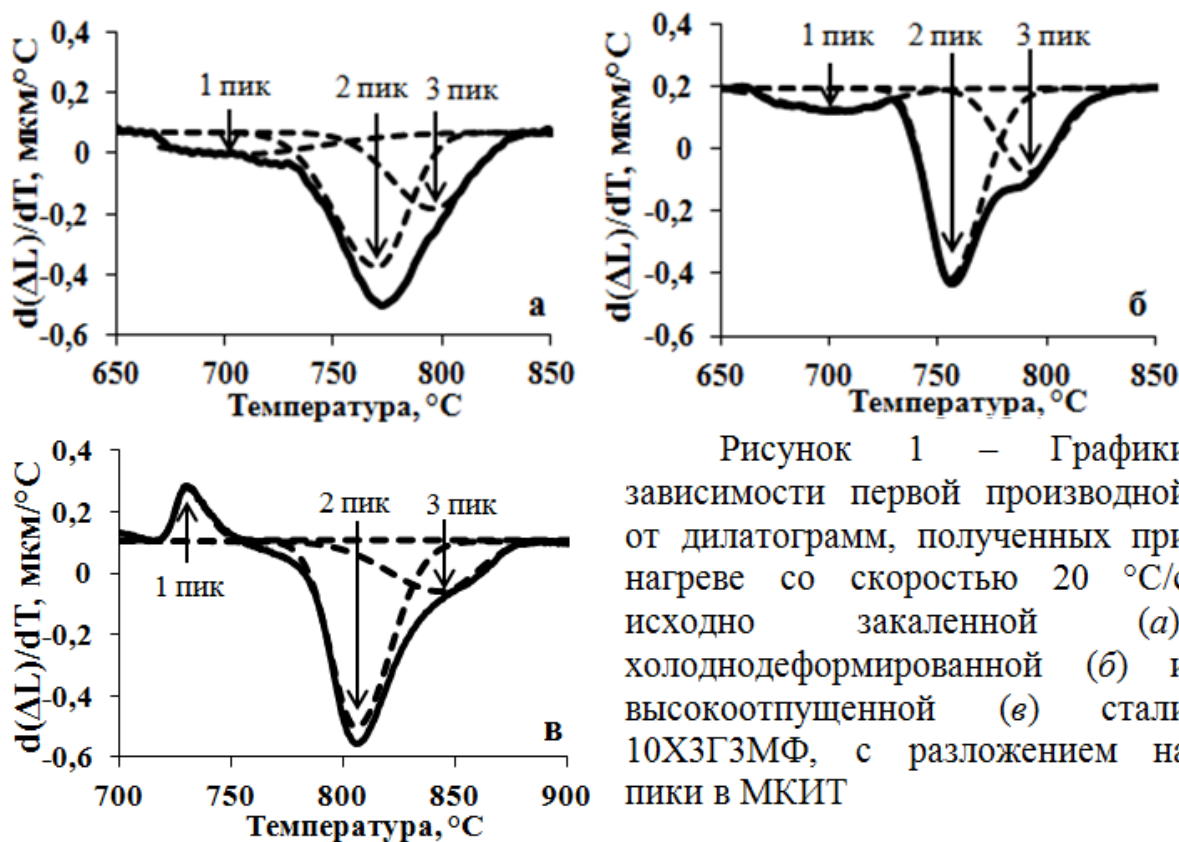 d(ΔL)/dT, мкм/°С
0,4
0,2
0
-0,2
-0,4
-0,6
1 пик
2 пик
3 пик
а
650 700 750 800 850
Температура, °С
б
d(ΔL)/dT, мкм/°С
0,4
0,2
0
-0,2
-0,4
-0,6
1 пик
2 пик
3 пик
б
650 700 750 800 850
Температура, °С
d(ΔL)/dT, мкм/°С
0,4
0,2
0
-0,2
-0,4
-0,6
1 пик
2 пик
3 пик
в
700 750 800 850 900
Температура, °С
Рисунок 1 – Графики
зависимости первой производной
от дилатограмм, полученных при
нагреве со скоростью 20 °С/с
исходно закаленной (а)
холоднодеформированной (б) и
высокоотпущенной (в) стали
10Х3Г3МФ, с разложением на
пики в МКИТ